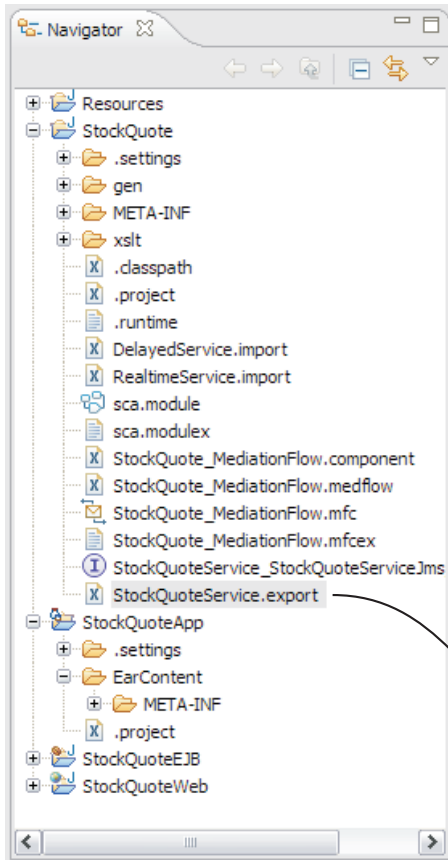 Navigator
Resources
StockQuote
.settings
gen
META-INF
xslt
.classpath
.project
.runtime
DelayedService.import
RealtimeService.import
sca.module
sca.modulex
StockQuote_MediationFlow.component
StockQuote_MediationFlow.medflow
StockQuote_MediationFlow.mfc
StockQuote_MediationFlow.mfcex
StockQuoteService_StockQuoteServiceJms
StockQuoteService.export
StockQuoteApp
.settings
EarContent
META-INF
.project
StockQuoteEJB
StockQuoteWeb